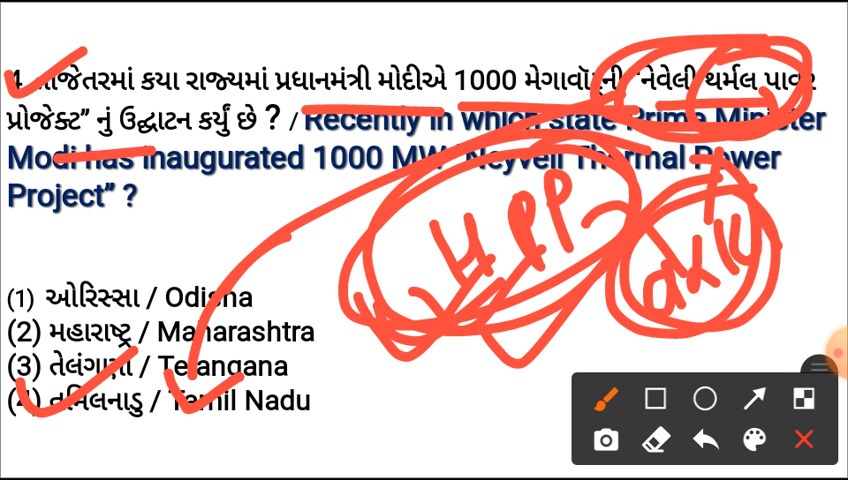 4. તાજેતરમાં કયા રાજ્યમાં પ્રધાનમંત્રી મોદીએ 1000 મેગાવૉટની "નેવેલી થર્મલ પાવર
પ્રોજેક્ટ" નું ઉદ્ઘાટન કર્યું છે ? / Recently in which state Prime Minister
Modi has inaugurated 1000 MW "Neyveli Thermal Power
Project" ?
(1) ઓરિસ્સા / Odisha
(2) મહારાષ્ટ્ર / Maharashtra
(3) તેલંગાણા / Telangana
(4) તમિલનાડુ / Tamil Nadu